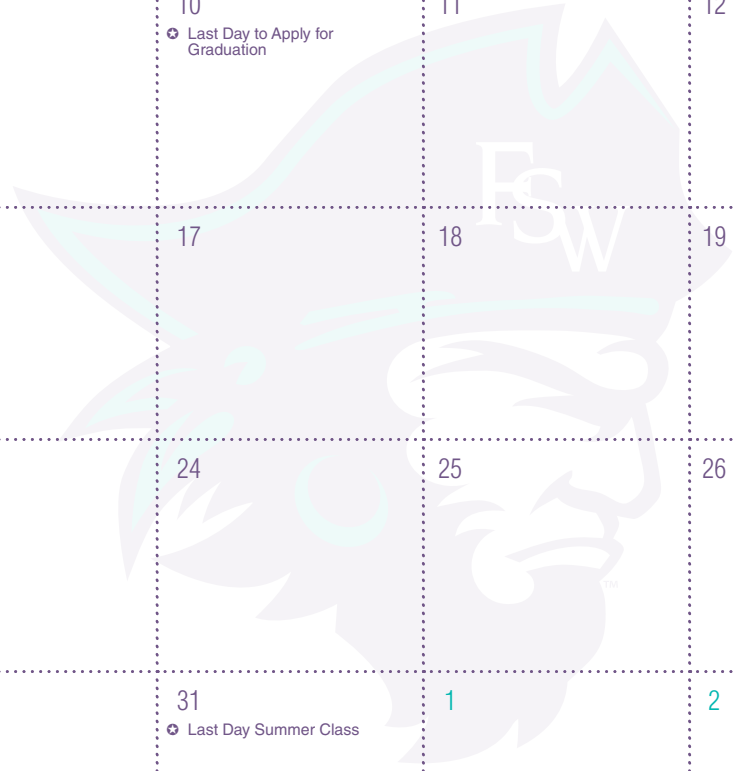 10 11 12
✪ Last Day to Apply for
Graduation
FSW
17 18 19
24 25 26
TM
31 1 2
✪ Last Day Summer Class